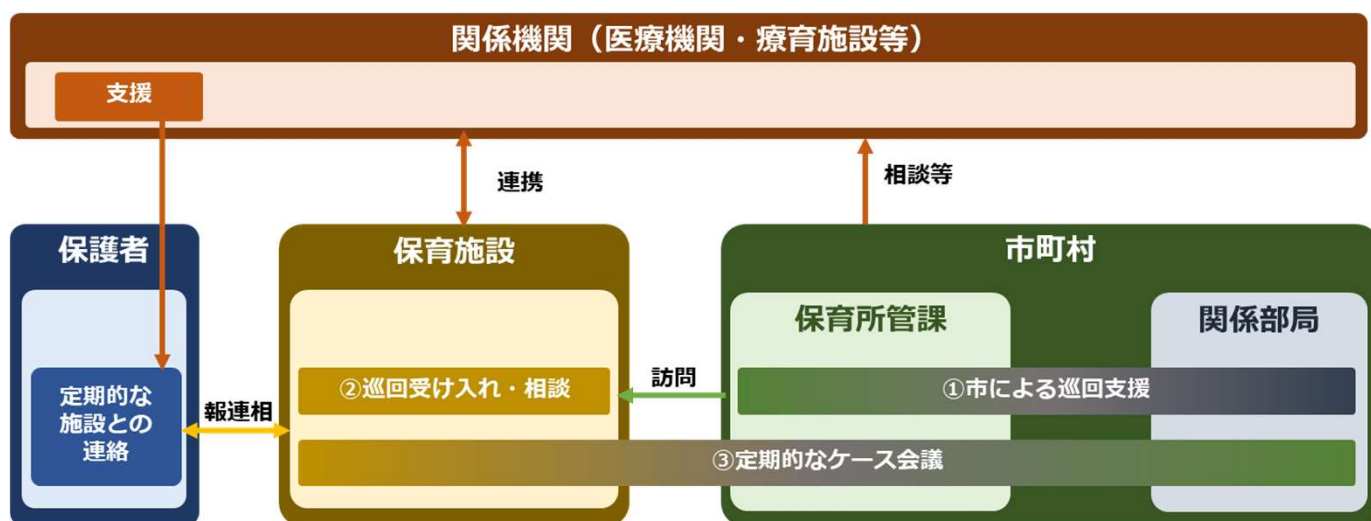 関係機関（医療機関・療育施設等）
支援
連携
相談等
保護者
保育施設
市町村
保育所管課
関係部局
定期的な
施設との
連絡
報連相
②巡回受け入れ・相談
訪問
①市による巡回支援
③定期的なケース会議